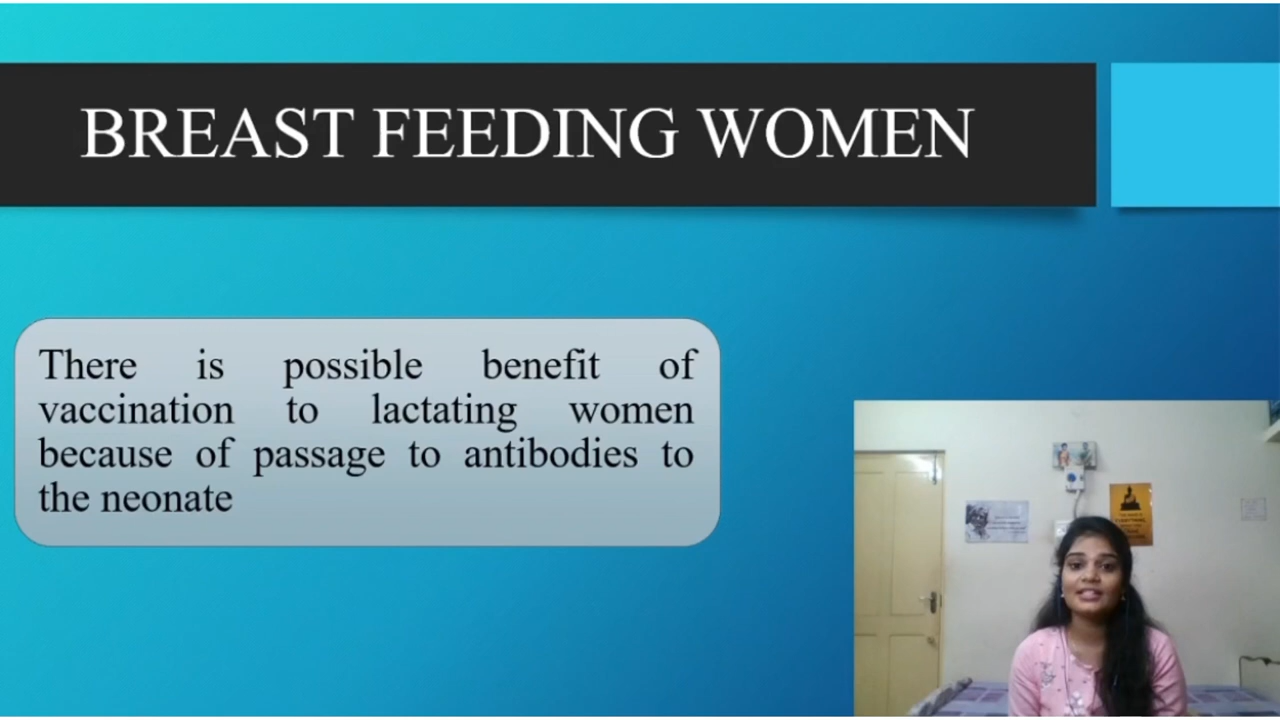 BREAST FEEDING WOMEN
There is possible benefit of
vaccination to lactating women
because of passage to antibodies to
the neonate